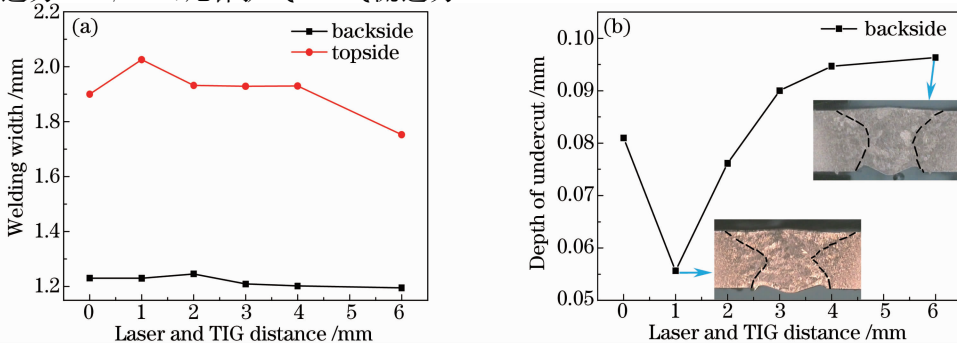 (a)
backside
topside
2.2
2.0
1.8
1.6
1.4
1.2
0
1
2
3
4
5
6
Welding width /mm
Laser and TIG distance /mm
(b)
backside
0.10
0.09
0.08
0.07
0.06
0.05
0
1
2
3
4
5
6
Depth of undercut /mm
Laser and TIG distance /mm